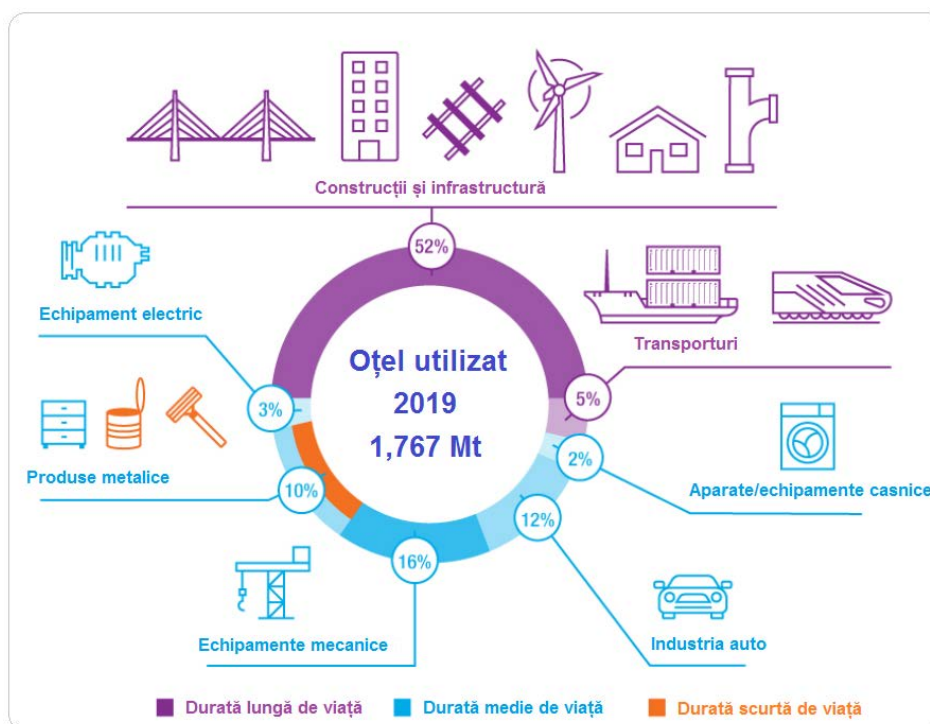 Construcții și infrastructură
52%
Echipament electric
Transporturi
Oțel utilizat
2019
1,767 Mt
3%
5%
Produse metalice
10%
2%
Aparate/echipamente casnice
12%
16%
Echipamente mecanice
Industria auto
Durată lungă de viață
Durată medie de viață
Durată scurtă de viață